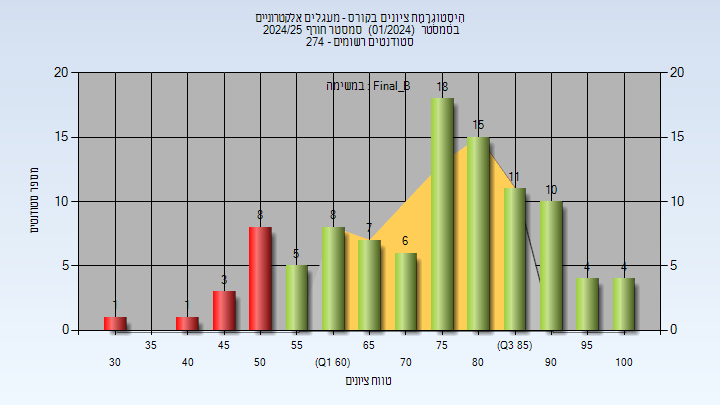 הִיסְטוֹגְרָמַת ציונים בקורס - מעגלים אלקטרוניים
בסמסטר (01/2024) סמסטר חורף 2024/25
סטודנטים רשומים - 274
במשימה : Final_B
מספר סטודנטים
20 20
15 15
10 10
5 5
0 0
1 1 3 8 5 8 7 6 18 15 11 10 4 4
35 45 55 65 75 (Q3 85) 95
30 40 50 (Q1 60) 70 80 90 100
טווח ציונים